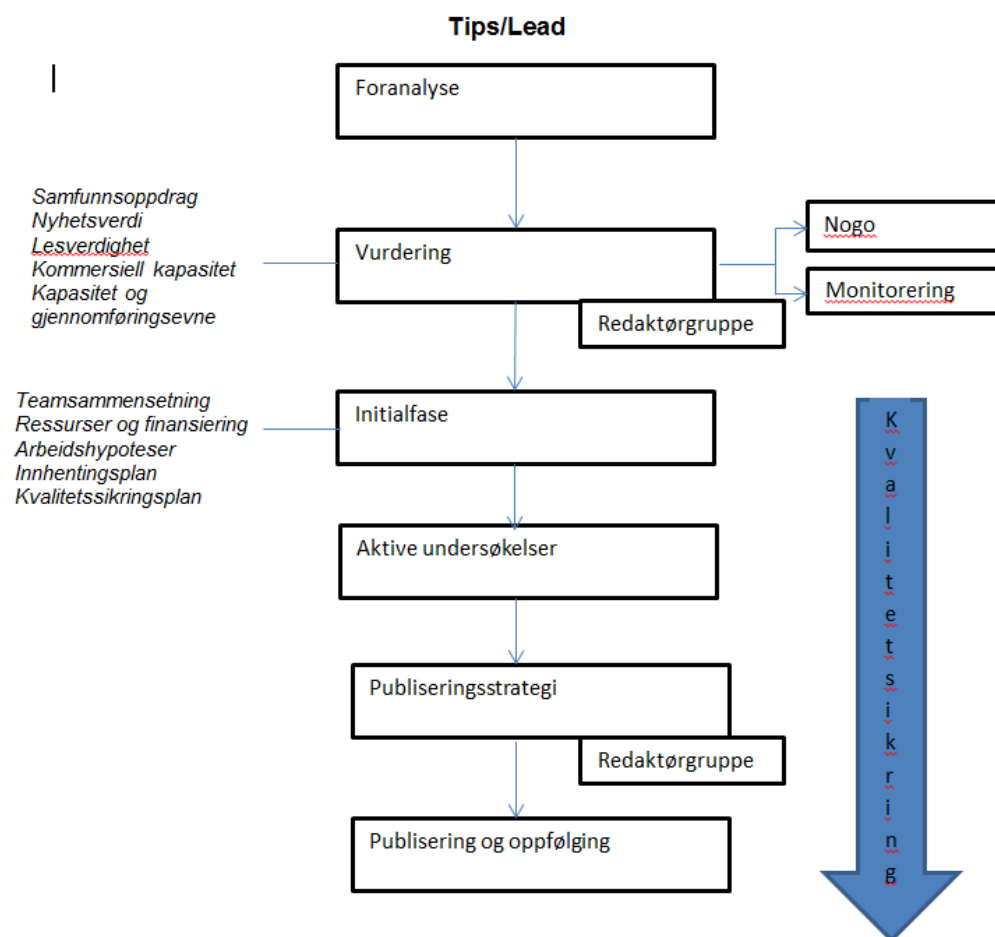 Tips/Lead
Foranalyse
Samfunnsoppdrag
Nyhetsverdi
Lesverdighet
Kommersiell kapasitet
Kapasitet og
gjennomføringsevne
Vurdering
Redaktørgruppe
Nogo
Monitorering
Teamsammensetning
Ressurser og finansiering
Arbeidshypoteser
Innhentingsplan
Kvalitetssikringsplan
Initialfase
Aktive undersøkelser
Publiseringsstrategi
Redaktørgruppe
Publisering og oppfølging
K
v
a
l
i
t
e
t
s
i
k
r
i
n
g